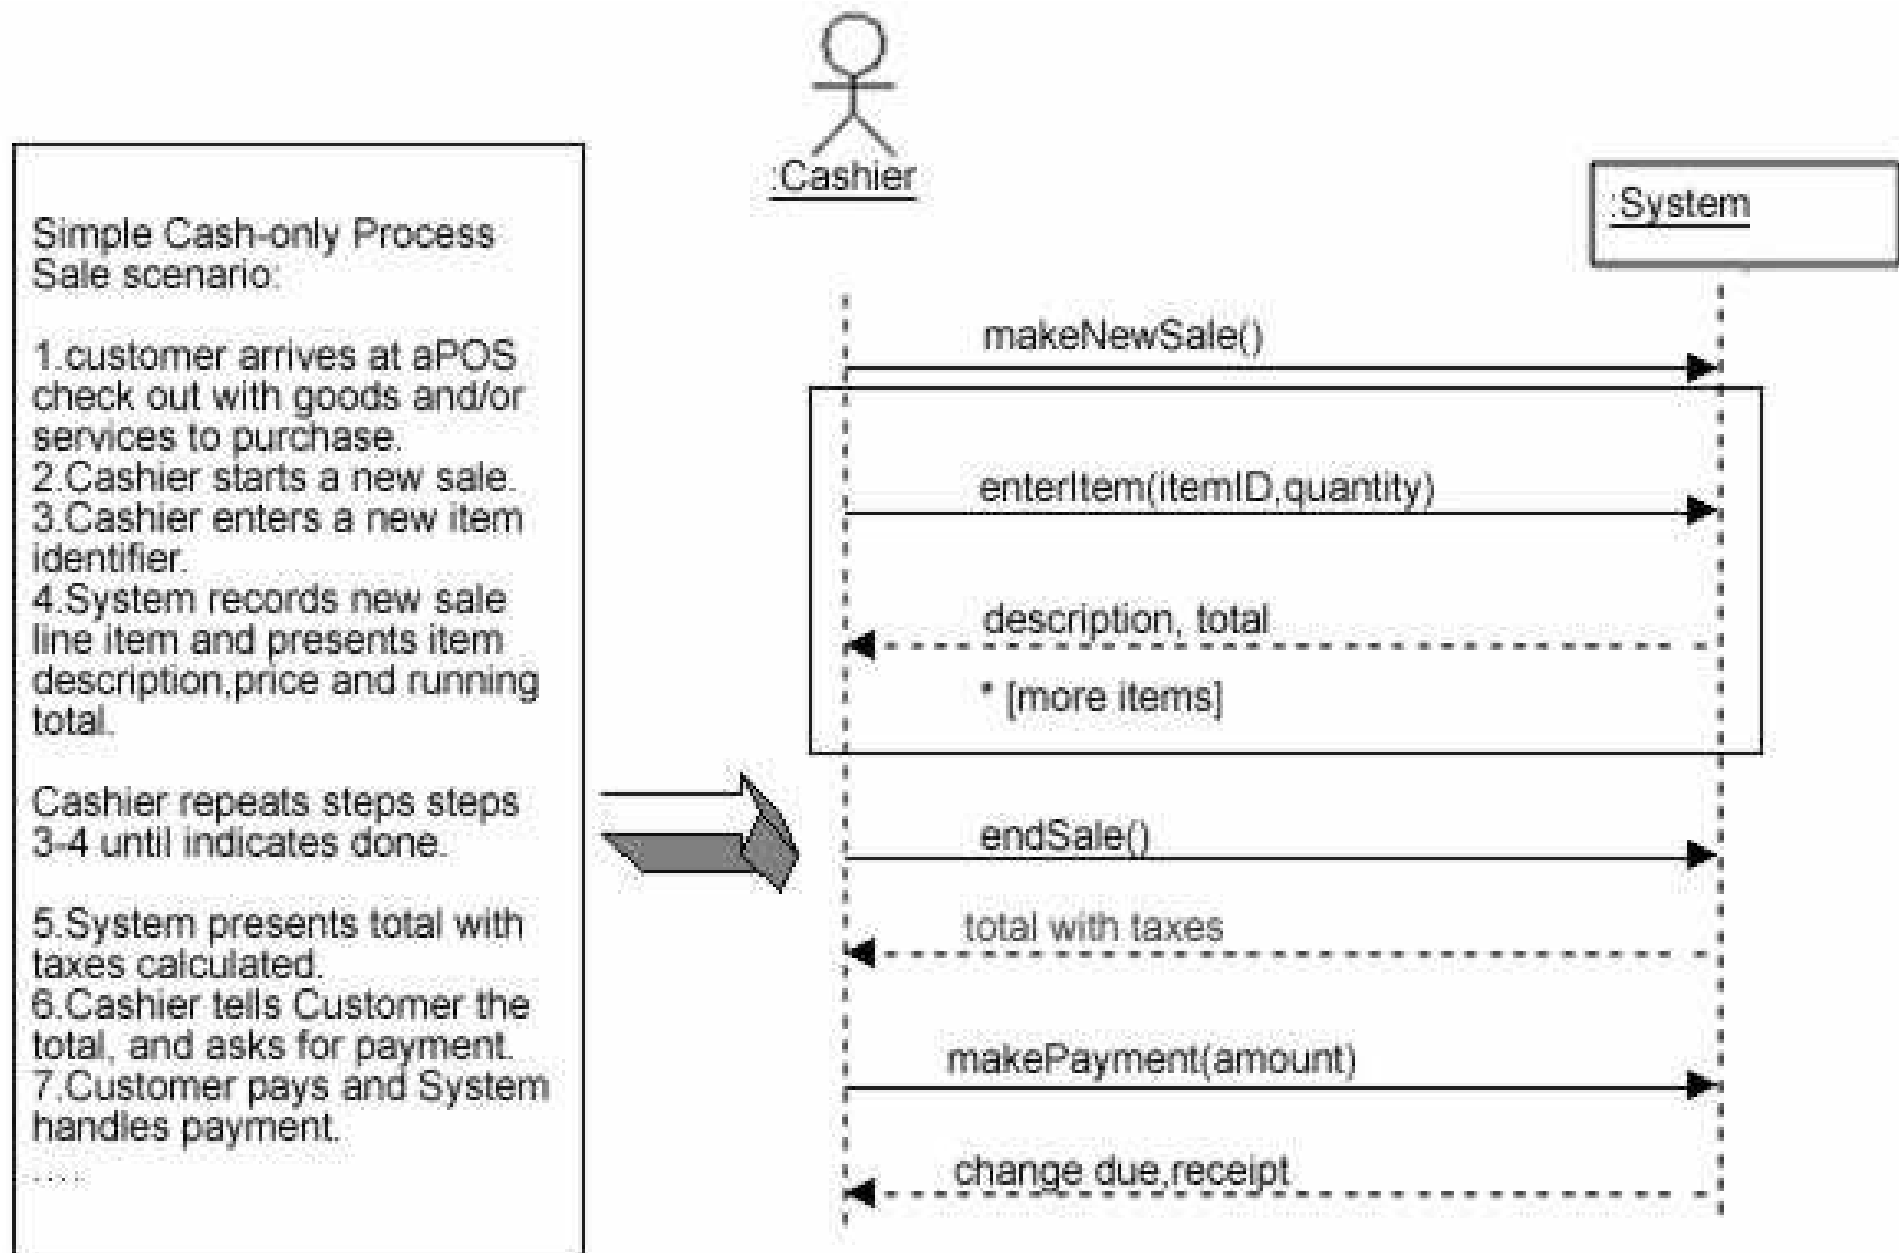 Simple Cash-only Process
Sale scenario:
1.customer arrives at aPOS
check out with goods and/or
services to purchase.
2.Cashier starts a new sale.
3.Cashier enters a new item
identifier.
4.System records new sale
line item and presents item
description,price and running
total.
Cashier repeats steps steps
3-4 until indicates done.
5.System presents total with
taxes calculated.
6.Cashier tells Customer the
total, and asks for payment.
7.Customer pays and System
handles payment.
....
:Cashier
:System
makeNewSale()
enterItem(itemID,quantity)
description, total
* [more items]
endSale()
total with taxes
makePayment(amount)
change due,receipt